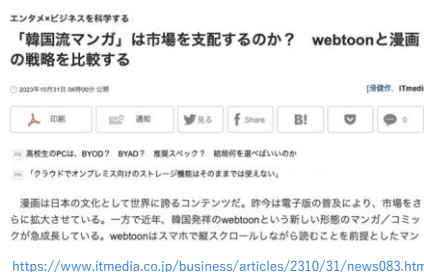 エンタメ×ビジネスを科学する
「韓国流マンガ」は市場を支配するのか？　webtoonと漫画
の戦略を比較する
2023年10月31日 08時00分 公開
[滑健作, ITmedia
印刷
通知
見る
Share
B!
0
PR 高校生のPCは、BYOD？　BYAD？　推奨スペック？　結局何を選べばいいのか
PR 「クラウドでオンプレミス向けのストレージ機能はそのままでは使えない」
漫画は日本の文化として世界に誇るコンテンツだ。昨今は電子版の普及により、市場をさ
らに拡大させている。一方で近年、韓国発祥のwebtoonという新しい形態のマンガ／コミッ
クが急成長している。webtoonはスマホで縦スクロールしながら読むことを前提としたマン
https://www.itmedia.co.jp/business/articles/2310/31/news083.htm